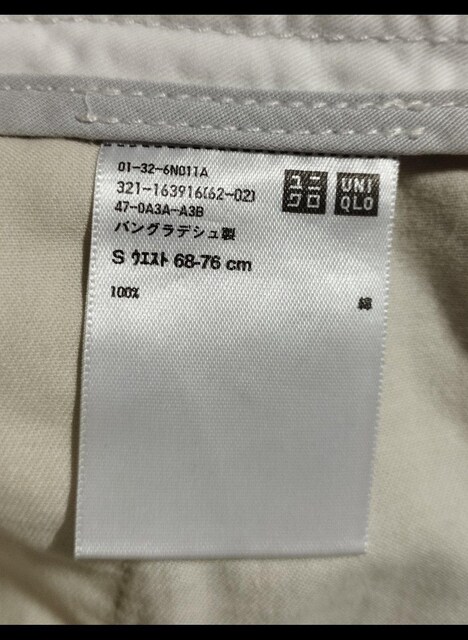 01-32-6N011A
321-163916(62-02)
47-0A3A-A3B
バングラデシュ製
S ウエスト 68-76 cm
100% 綿
ユニ
クロ
UNI
QLO